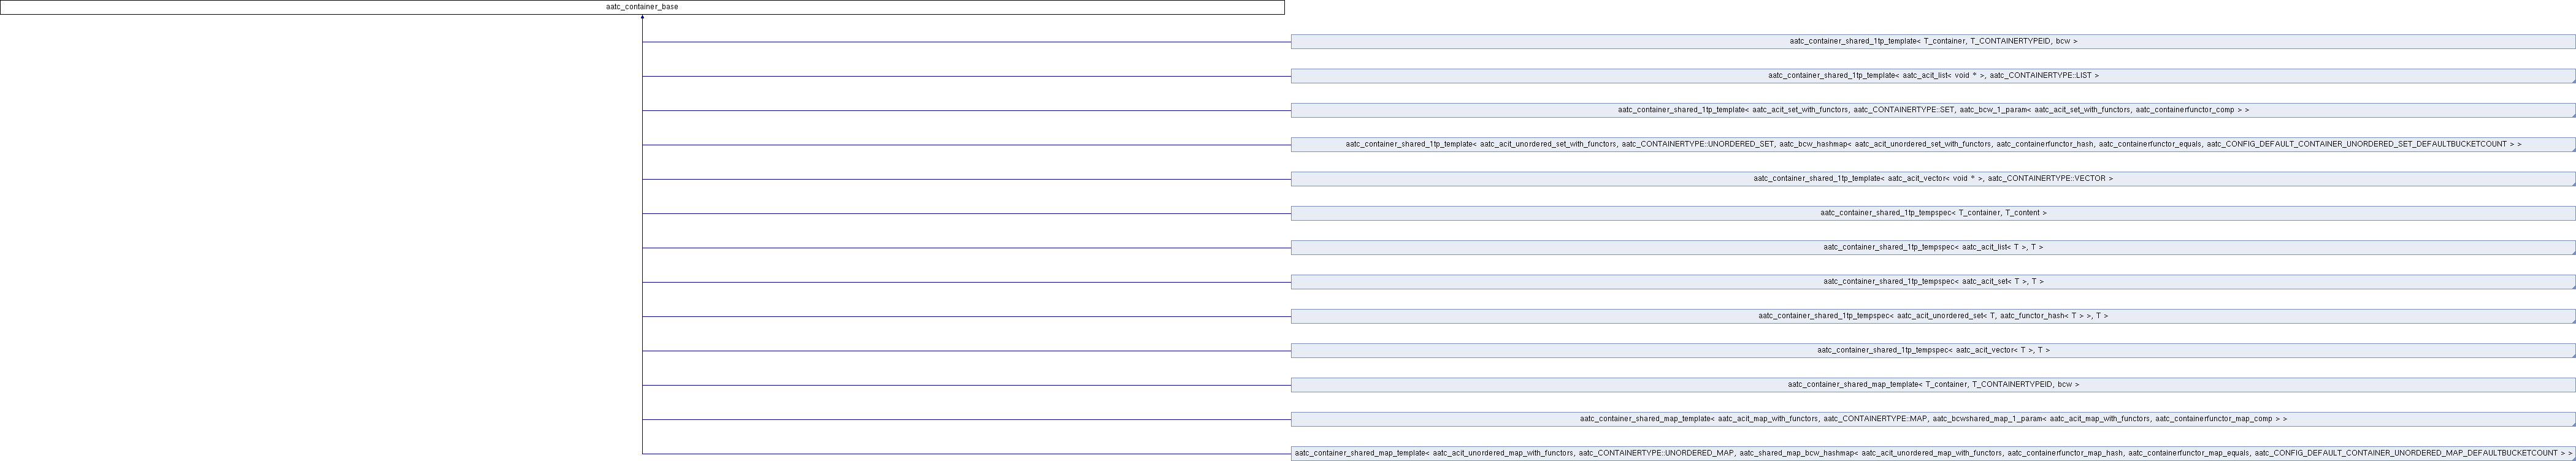 aatc_container_base
aatc_container_shared_1tp_template< T_container, T_CONTAINERTYPEID, bcw >
aatc_container_shared_1tp_template< aatc_acit_list< void * >, aatc_CONTAINERTYPE::LIST >
aatc_container_shared_1tp_template< aatc_acit_set_with_functors, aatc_CONTAINERTYPE::SET, aatc_bcw_1_param< aatc_acit_set_with_functors, aatc_containerfunctor_comp > >
aatc_container_shared_1tp_template< aatc_acit_unordered_set_with_functors, aatc_CONTAINERTYPE::UNORDERED_SET, aatc_bcw_hashmap< aatc_acit_unordered_set_with_functors, aatc_containerfunctor_hash, aatc_containerfunctor_equals, aatc_CONFIG_DEFAULT_CONTAINER_UNORDERED_SET_DEFAULTBUCKETCOUNT > >
aatc_container_shared_1tp_template< aatc_acit_vector< void * >, aatc_CONTAINERTYPE::VECTOR >
aatc_container_shared_1tp_tempspec< T_container, T_content >
aatc_container_shared_1tp_tempspec< aatc_acit_list< T >, T >
aatc_container_shared_1tp_tempspec< aatc_acit_set< T >, T >
aatc_container_shared_1tp_tempspec< aatc_acit_unordered_set< T, aatc_functor_hash< T > >, T >
aatc_container_shared_1tp_tempspec< aatc_acit_vector< T >, T >
aatc_container_shared_map_template< T_container, T_CONTAINERTYPEID, bcw >
aatc_container_shared_map_template< aatc_acit_map_with_functors, aatc_CONTAINERTYPE::MAP, aatc_bcwshared_map_1_param< aatc_acit_map_with_functors, aatc_containerfunctor_map_comp > >
aatc_container_shared_map_template< aatc_acit_unordered_map_with_functors, aatc_CONTAINERTYPE::UNORDERED_MAP, aatc_shared_map_bcw_hashmap< aatc_acit_unordered_map_with_functors, aatc_containerfunctor_map_hash, aatc_containerfunctor_map_equals, aatc_CONFIG_DEFAULT_CONTAINER_UNORDERED_MAP_DEFAULTBUCKETCOUNT > >